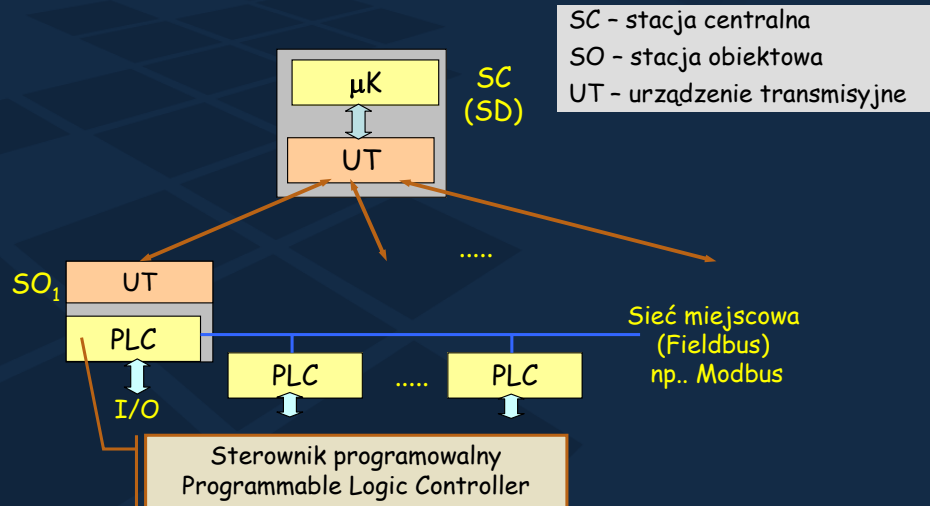 SC – stacja centralna
SO – stacja obiektowa
UT – urządzenie transmisyjne
μK
SC
(SD)
UT
.....
SO₁
UT
PLC
Sieć miejscowa
(Fieldbus)
np.. Modbus
PLC
.....
PLC
I/O
Sterownik programowalny
Programmable Logic Controller